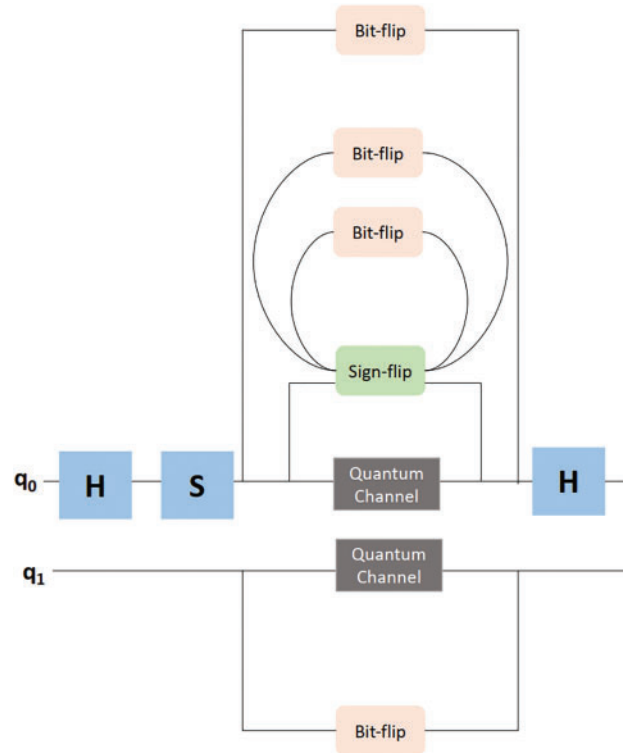 Bit-flip
Bit-flip
Bit-flip
Sign-flip
q0 H S Quantum Channel H
q1 Quantum Channel
Bit-flip